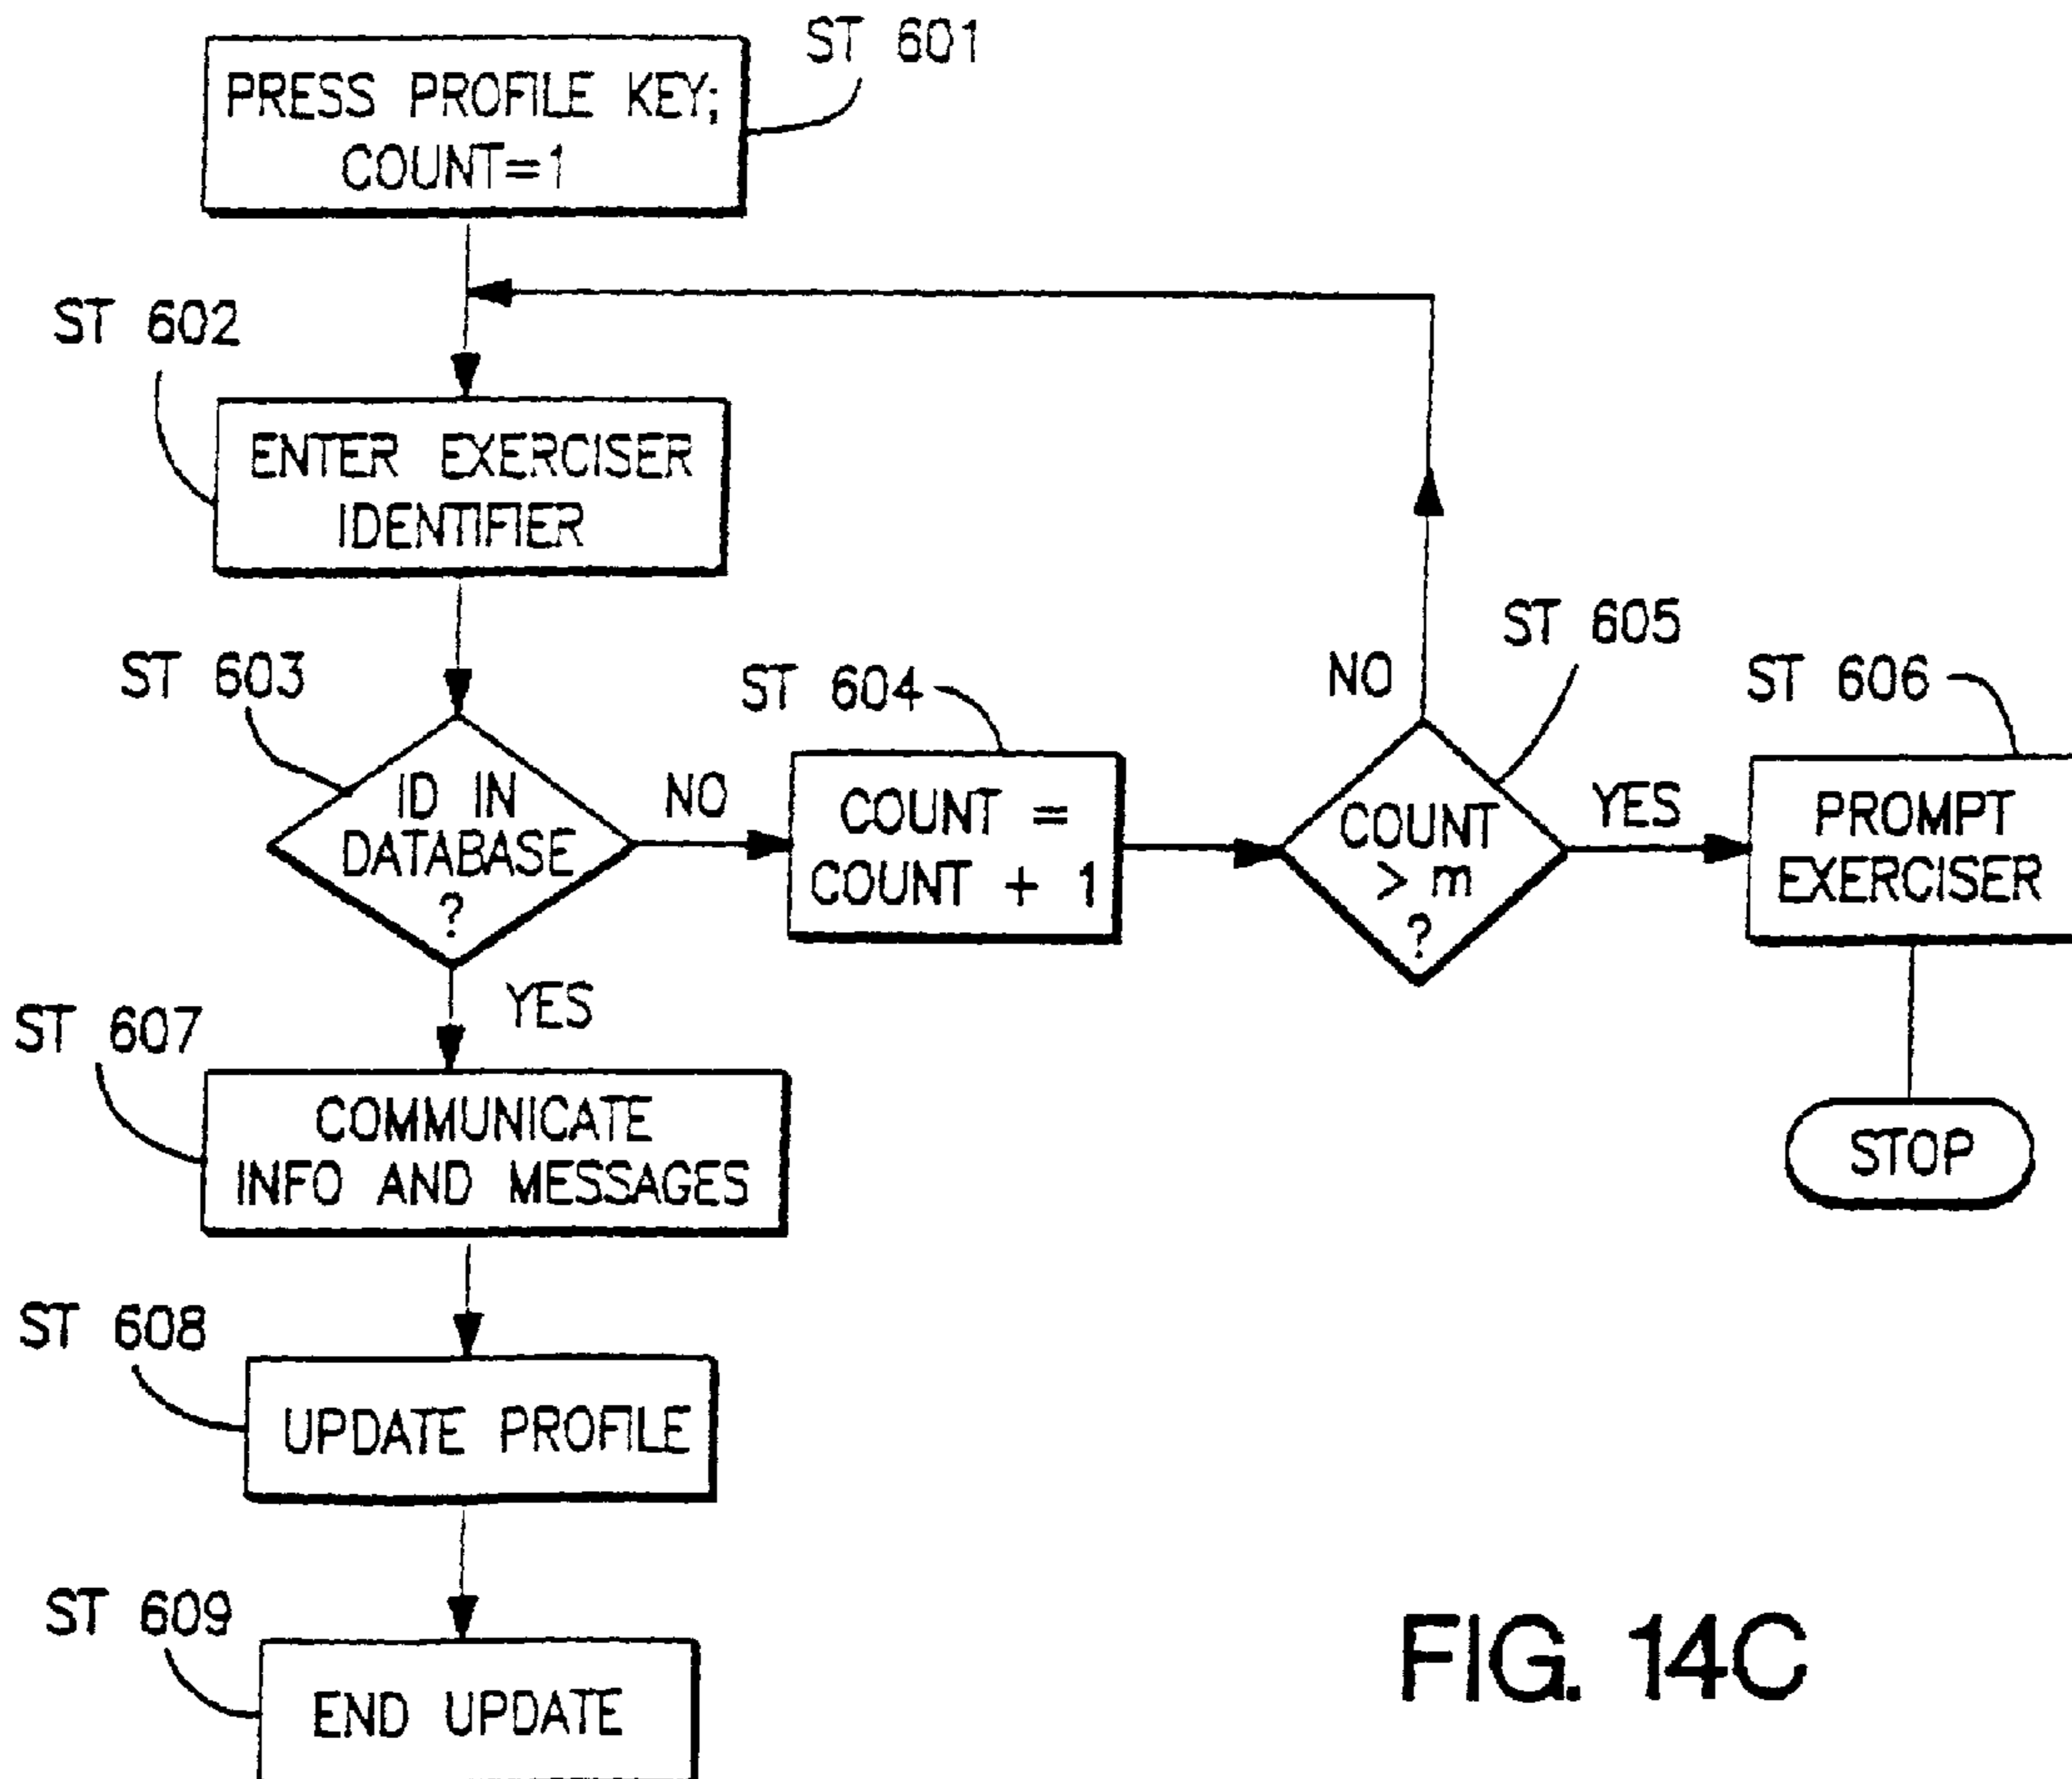 ST 601
PRESS PROFILE KEY;
COUNT=1
ST 602
ENTER EXERCISER
IDENTIFIER
ST 603
ID IN
DATABASE
?
NO
YES
ST 604
COUNT =
COUNT + 1
ST 605
COUNT
> m
?
NO
YES
ST 606
PROMPT
EXERCISER
STOP
ST 607
COMMUNICATE
INFO AND MESSAGES
ST 608
UPDATE PROFILE
ST 609
END UPDATE
FIG. 14C